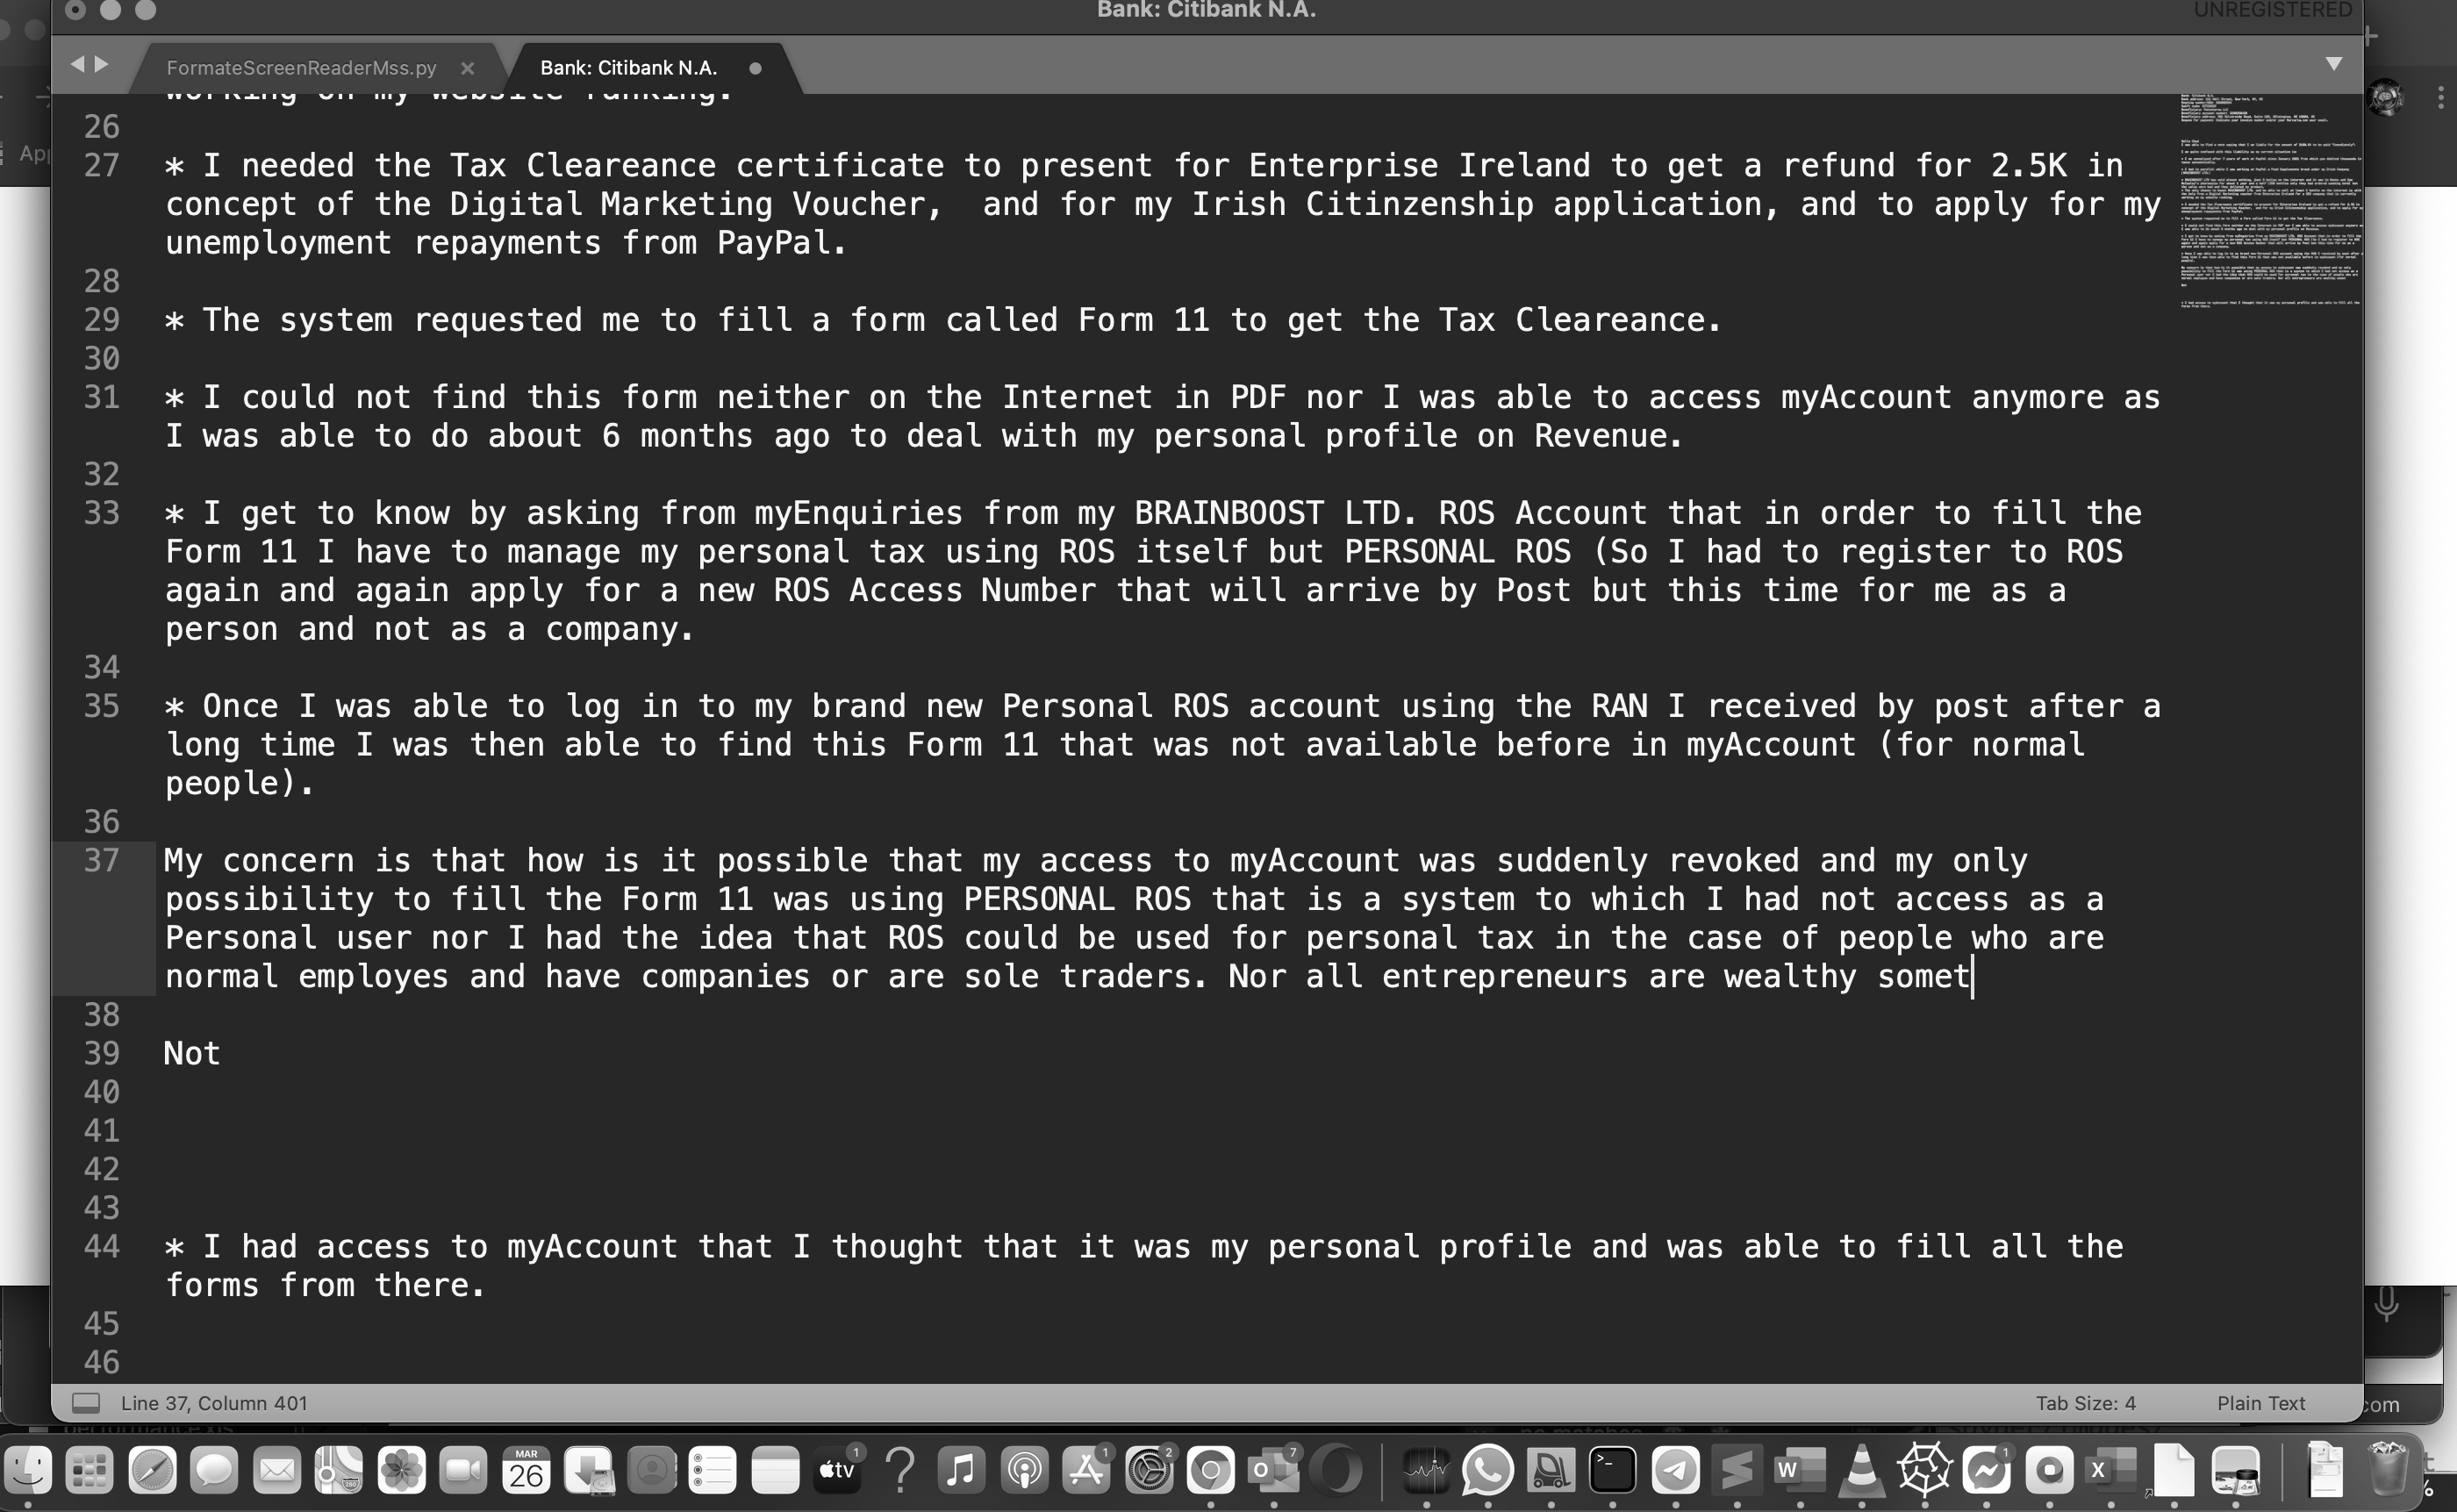 Bank: Citibank N.A.
UNREGISTERED
FormateScreenReaderMss.py
Bank: Citibank N.A.
working on my website ranking.
26
27 * I needed the Tax Cleareance certificate to present for Enterprise Ireland to get a refund for 2.5K in
concept of the Digital Marketing Voucher,  and for my Irish Citinzenship application, and to apply for my
unemployment repayments from PayPal.
28
29 * The system requested me to fill a form called Form 11 to get the Tax Cleareance.
30
31 * I could not find this form neither on the Internet in PDF nor I was able to access myAccount anymore as
I was able to do about 6 months ago to deal with my personal profile on Revenue.
32
33 * I get to know by asking from myEnquiries from my BRAINBOOST LTD. ROS Account that in order to fill the
Form 11 I have to manage my personal tax using ROS itself but PERSONAL ROS (So I had to register to ROS
again and again apply for a new ROS Access Number that will arrive by Post but this time for me as a
person and not as a company.
34
35 * Once I was able to log in to my brand new Personal ROS account using the RAN I received by post after a
long time I was then able to find this Form 11 that was not available before in myAccount (for normal
people).
36
37 My concern is that how is it possible that my access to myAccount was suddenly revoked and my only
possibility to fill the Form 11 was using PERSONAL ROS that is a system to which I had not access as a
Personal user nor I had the idea that ROS could be used for personal tax in the case of people who are
normal employes and have companies or are sole traders. Nor all entrepreneurs are wealthy somet
38
39 Not
40
41
42
43
44 * I had access to myAccount that I thought that it was my personal profile and was able to fill all the
forms from there.
45
46
Line 37, Column 401
Tab Size: 4
Plain Text
MAR
26
tv